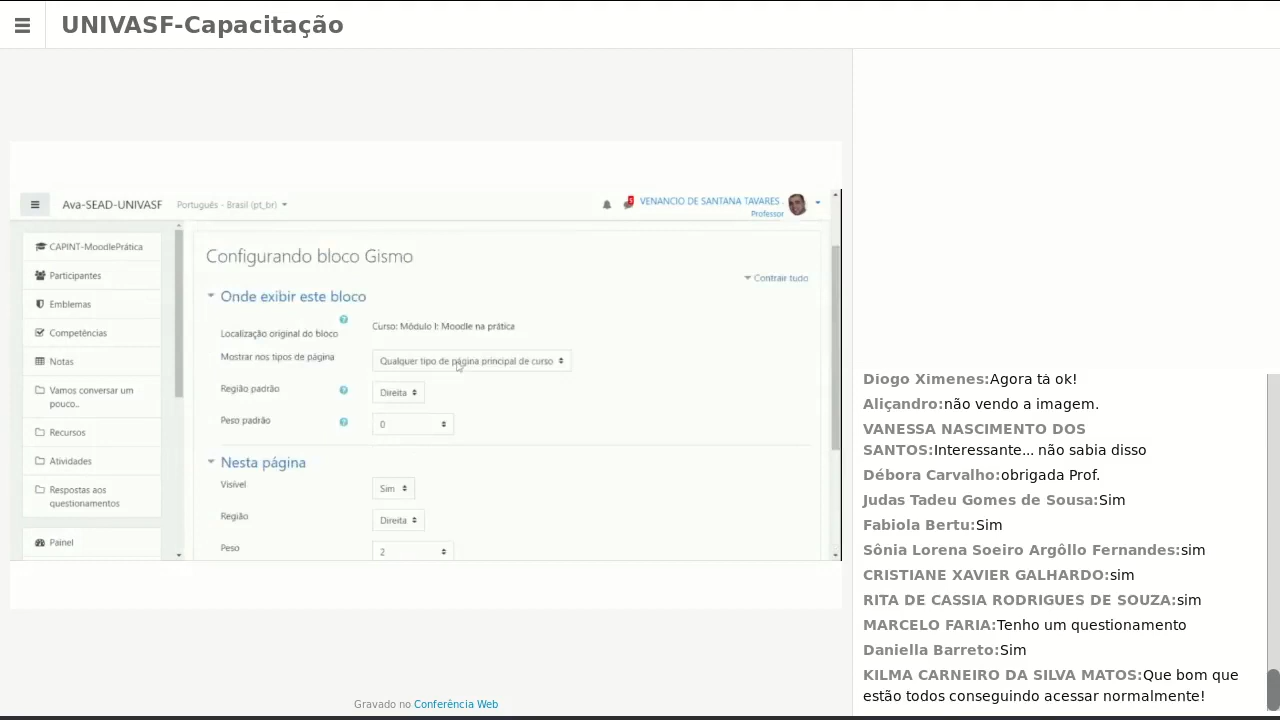 UNIVASF-Capacitação
Ava-SEAD-UNIVASF
Português - Brasil (pt_br)
VENANCIO DE SANTANA TAVARES .
Professor
CAPINT-MoodlePrática
Participantes
Emblemas
Competências
Notas
Vamos conversar um
pouco..
Recursos
Atividades
Respostas aos
questionamentos
Painel
Configurando bloco Gismo
Contrair tudo
Onde exibir este bloco
Localização original do bloco
Curso: Módulo I: Moodle na prática
Mostrar nos tipos de página
Qualquer tipo de página principal de curso
Região padrão
Direita
Peso padrão
0
Nesta página
Visível
Sim
Região
Direita
Peso
2
Gravado no Conferência Web
Diogo Ximenes:Agora tá ok!
Aliçandro:não vendo a imagem.
VANESSA NASCIMENTO DOS
SANTOS:Interessante... não sabia disso
Débora Carvalho:obrigada Prof.
Judas Tadeu Gomes de Sousa:Sim
Fabiola Bertu:Sim
Sônia Lorena Soeiro Argôllo Fernandes:sim
CRISTIANE XAVIER GALHARDO:sim
RITA DE CASSIA RODRIGUES DE SOUZA:sim
MARCELO FARIA:Tenho um questionamento
Daniella Barreto:Sim
KILMA CARNEIRO DA SILVA MATOS:Que bom que
estão todos conseguindo acessar normalmente!